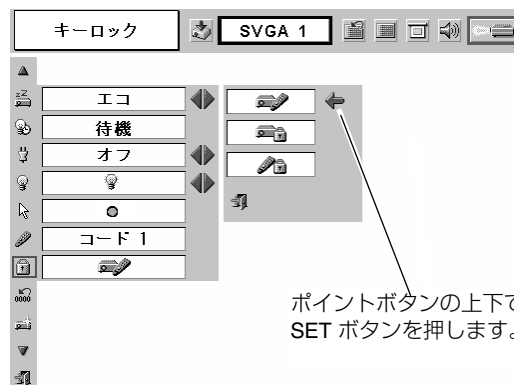 キーロック
SVGA 1
エコ
待機
オフ
コード 1
ポイントボタンの上下で
SET ボタンを押します。